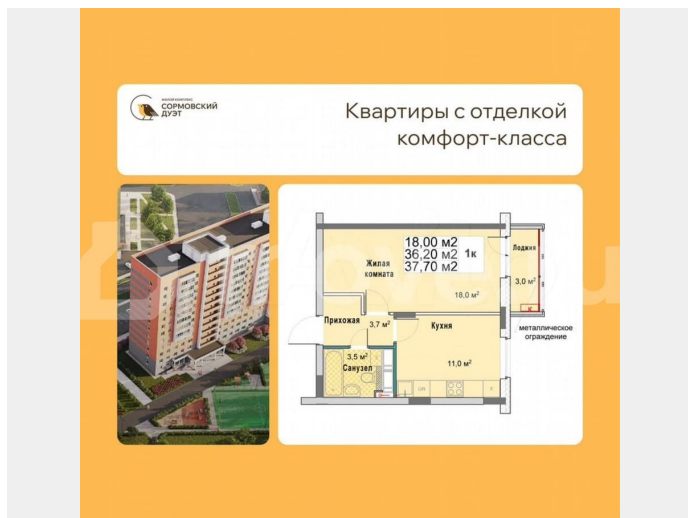 ЖИЛОЙ КОМПЛЕКС
СОРМОВСКИЙ
ДУЭТ
Квартиры с отделкой
комфорт-класса
18,00 м2
36,20 м2
37,70 м2
1к
Жилая
комната
18,0 м²
Лоджия
3,0 м²
металлическое
ограждение
Прихожая
3,7 м²
Кухня
11,0 м²
3,5 м²
Санузел